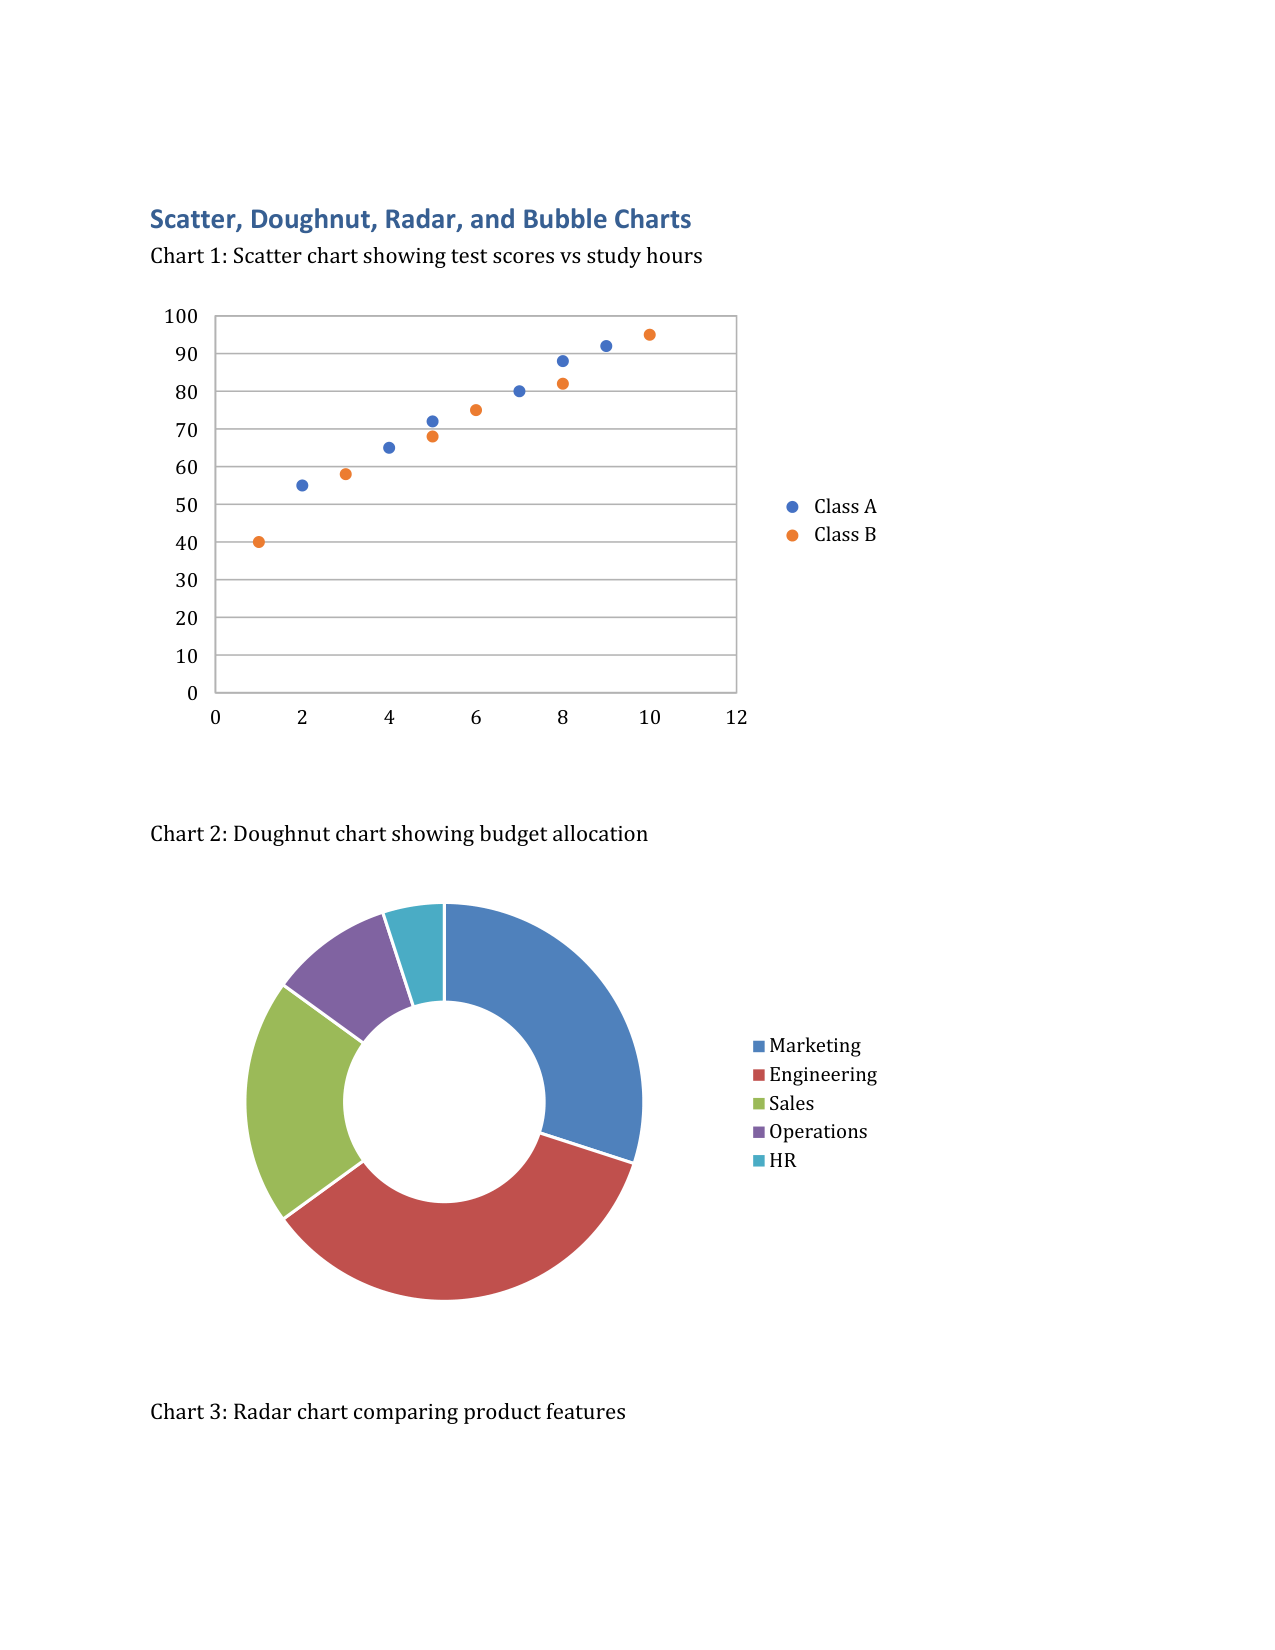 Scatter, Doughnut, Radar, and Bubble Charts
Chart 1: Scatter chart showing test scores vs study hours
100
90
80
70
60
50
40
30
20
10
0
0 2 4 6 8 10 12
Class A
Class B
Chart 2: Doughnut chart showing budget allocation
Marketing
Engineering
Sales
Operations
HR
Chart 3: Radar chart comparing product features